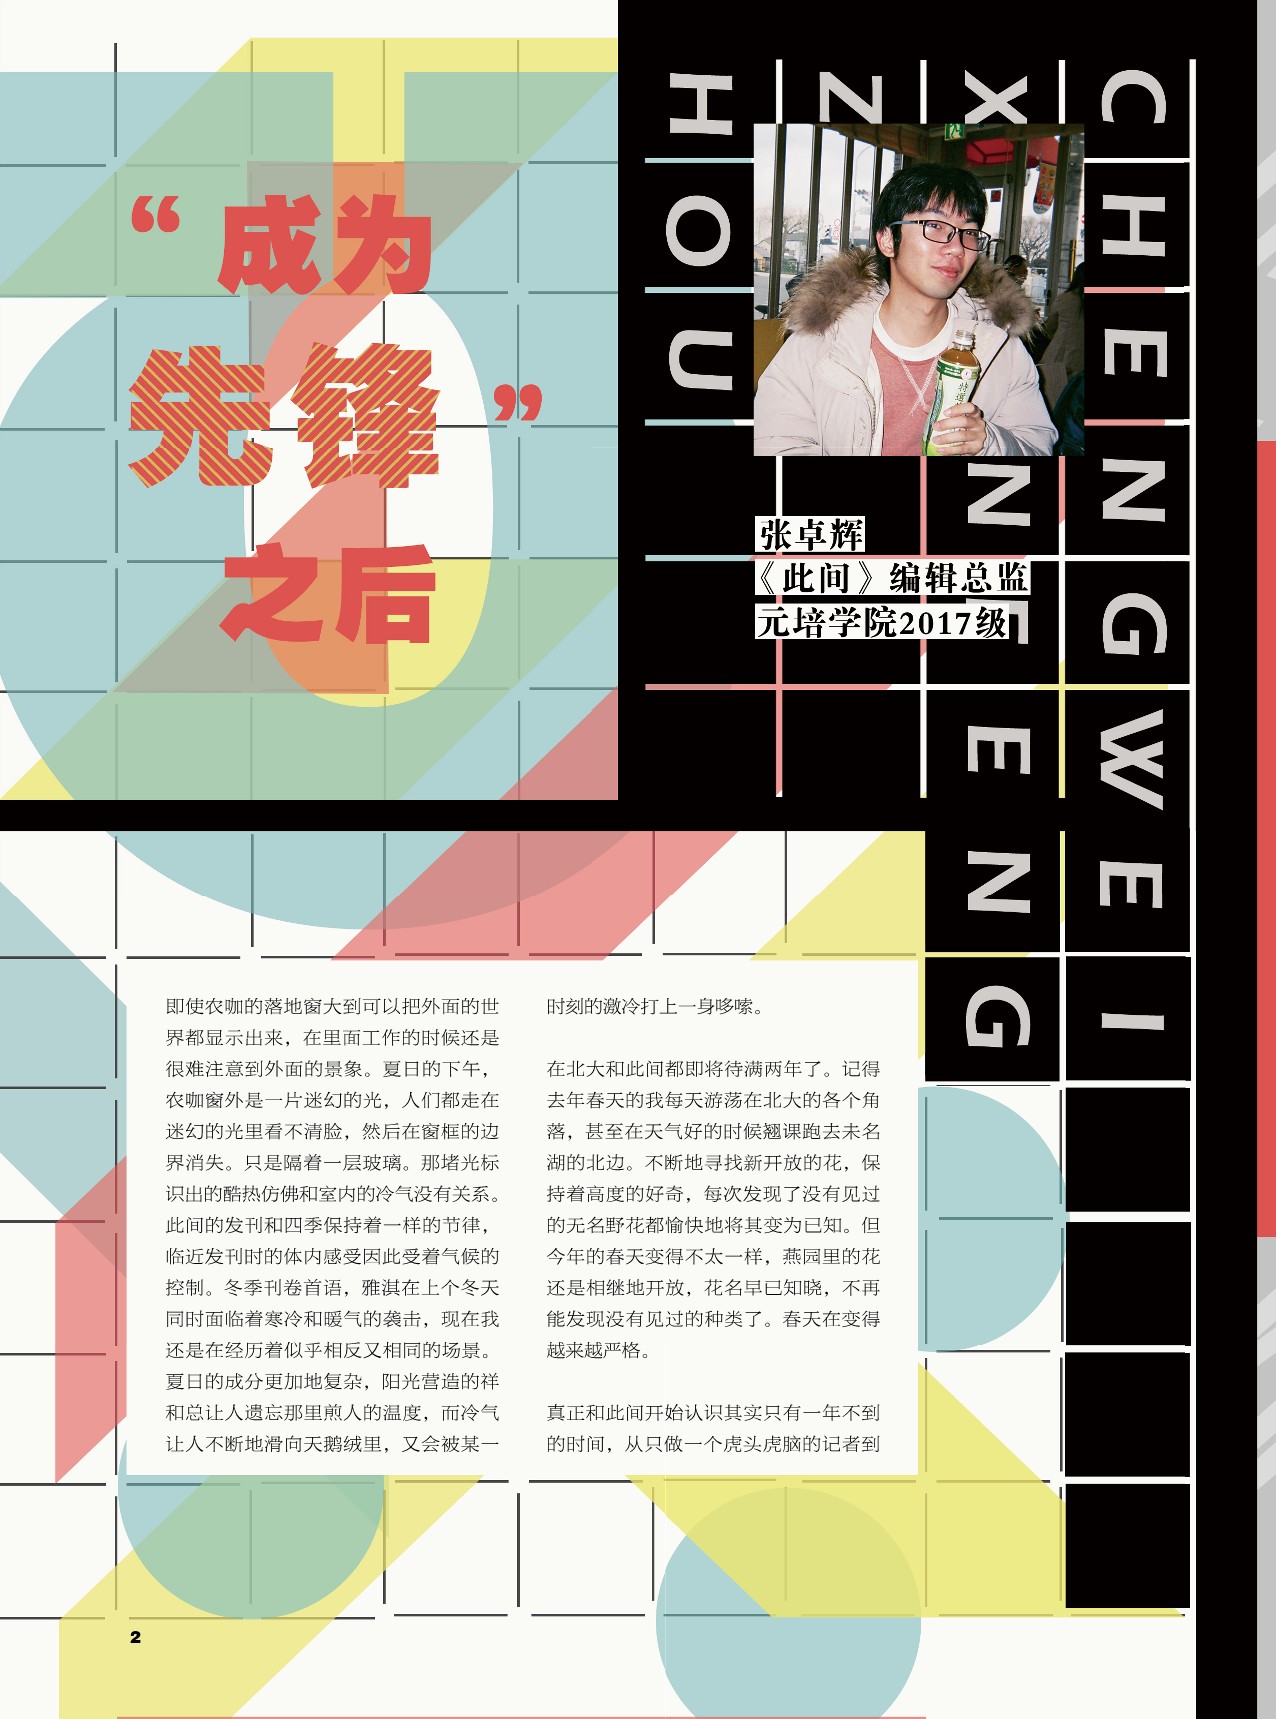 “成为
先锋”
之后
CHENGWEI
X
NFENG
Z
HOU
张卓辉
《此间》编辑总监
元培学院2017级
即使农咖的落地窗大到可以把外面的世
界都显示出来，在里面工作的时候还是
很难注意到外面的景象。夏日的下午，
农咖窗外是一片迷幻的光，人们都走在
迷幻的光里看不清脸，然后在窗框的边
界消失。只是隔着一层玻璃。那堵光标
识出的酷热仿佛和室内的冷气没有关系。
此间的发刊和四季保持着一样的节律，
临近发刊时的体内感受因此受着气候的
控制。冬季刊卷首语，雅淇在上个冬天
同时面临着寒冷和暖气的袭击，现在我
还是在经历着似乎相反又相同的场景。
夏日的成分更加地复杂，阳光营造的祥
和总让人遗忘那里煎人的温度，而冷气
让人不断地滑向天鹅绒里，又会被某一
时刻的激冷打上一身哆嗦。
在北大和此间都即将待满两年了。记得
去年春天的我每天游荡在北大的各个角
落，甚至在天气好的时候翘课跑去未名
湖的北边。不断地寻找新开放的花，保
持着高度的好奇，每次发现了没有见过
的无名野花都愉快地将其变为已知。但
今年的春天变得不太一样，燕园里的花
还是相继地开放，花名早已知晓，不再
能发现没有见过的种类了。春天在变得
越来越严格。
真正和此间开始认识其实只有一年不到
的时间，从只做一个虎头虎脑的记者到
2